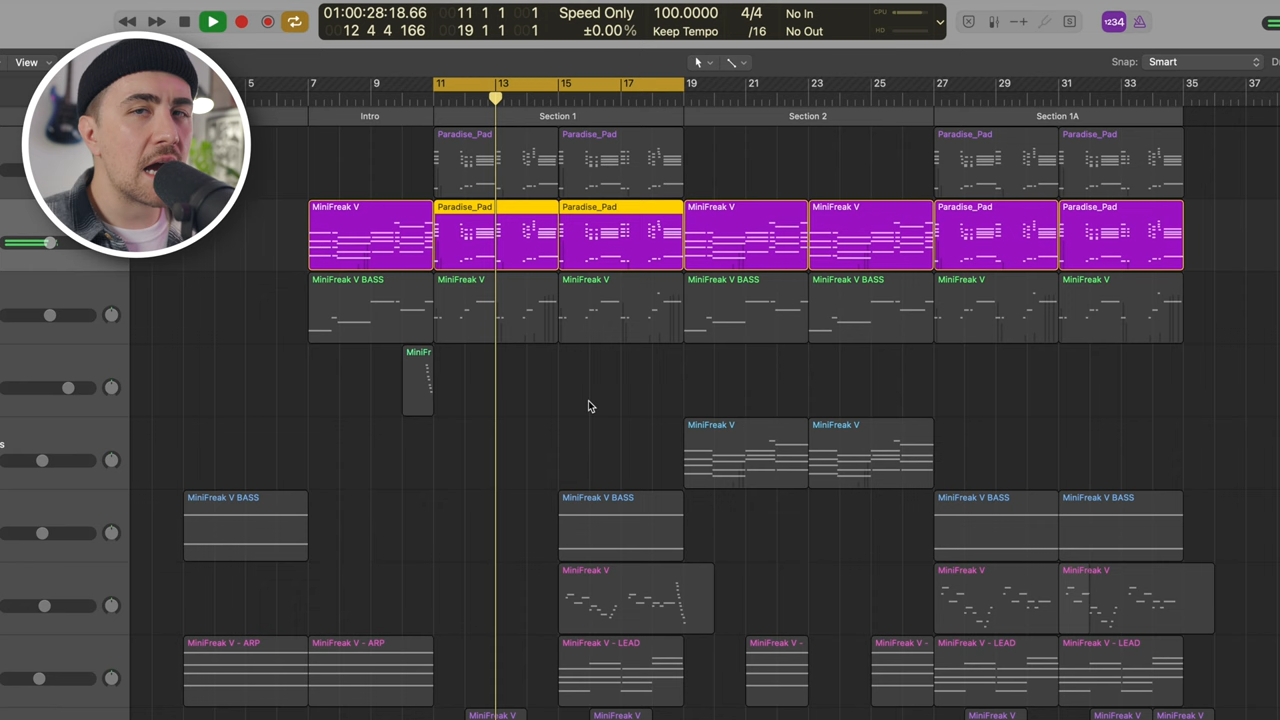 01:00:28:18.66 11 1 1 001 Speed Only 100.0000 4/4 No In CPU
12 4 4 166 19 1 1 001 ±0.00% Keep Tempo /16 No Out HD
1234
View Snap: Smart
5 7 9 11 13 15 17 19 21 23 25 27 29 31 33 35 37
Intro Section 1 Section 2 Section 1A
Paradise_Pad Paradise_Pad Paradise_Pad Paradise_Pad
MiniFreak V Paradise_Pad Paradise_Pad MiniFreak V MiniFreak V Paradise_Pad Paradise_Pad
MiniFreak V BASS MiniFreak V MiniFreak V MiniFreak V BASS MiniFreak V BASS MiniFreak V MiniFreak V
MiniFr
MiniFreak V MiniFreak V
s
MiniFreak V BASS MiniFreak V BASS MiniFreak V BASS MiniFreak V BASS
MiniFreak V MiniFreak V MiniFreak V
MiniFreak V - ARP MiniFreak V - ARP MiniFreak V - LEAD MiniFreak V - MiniFreak V - MiniFreak V - LEAD MiniFreak V - LEAD
MiniFreak V MiniFreak V MiniFreak V MiniFreak V MiniFreak V